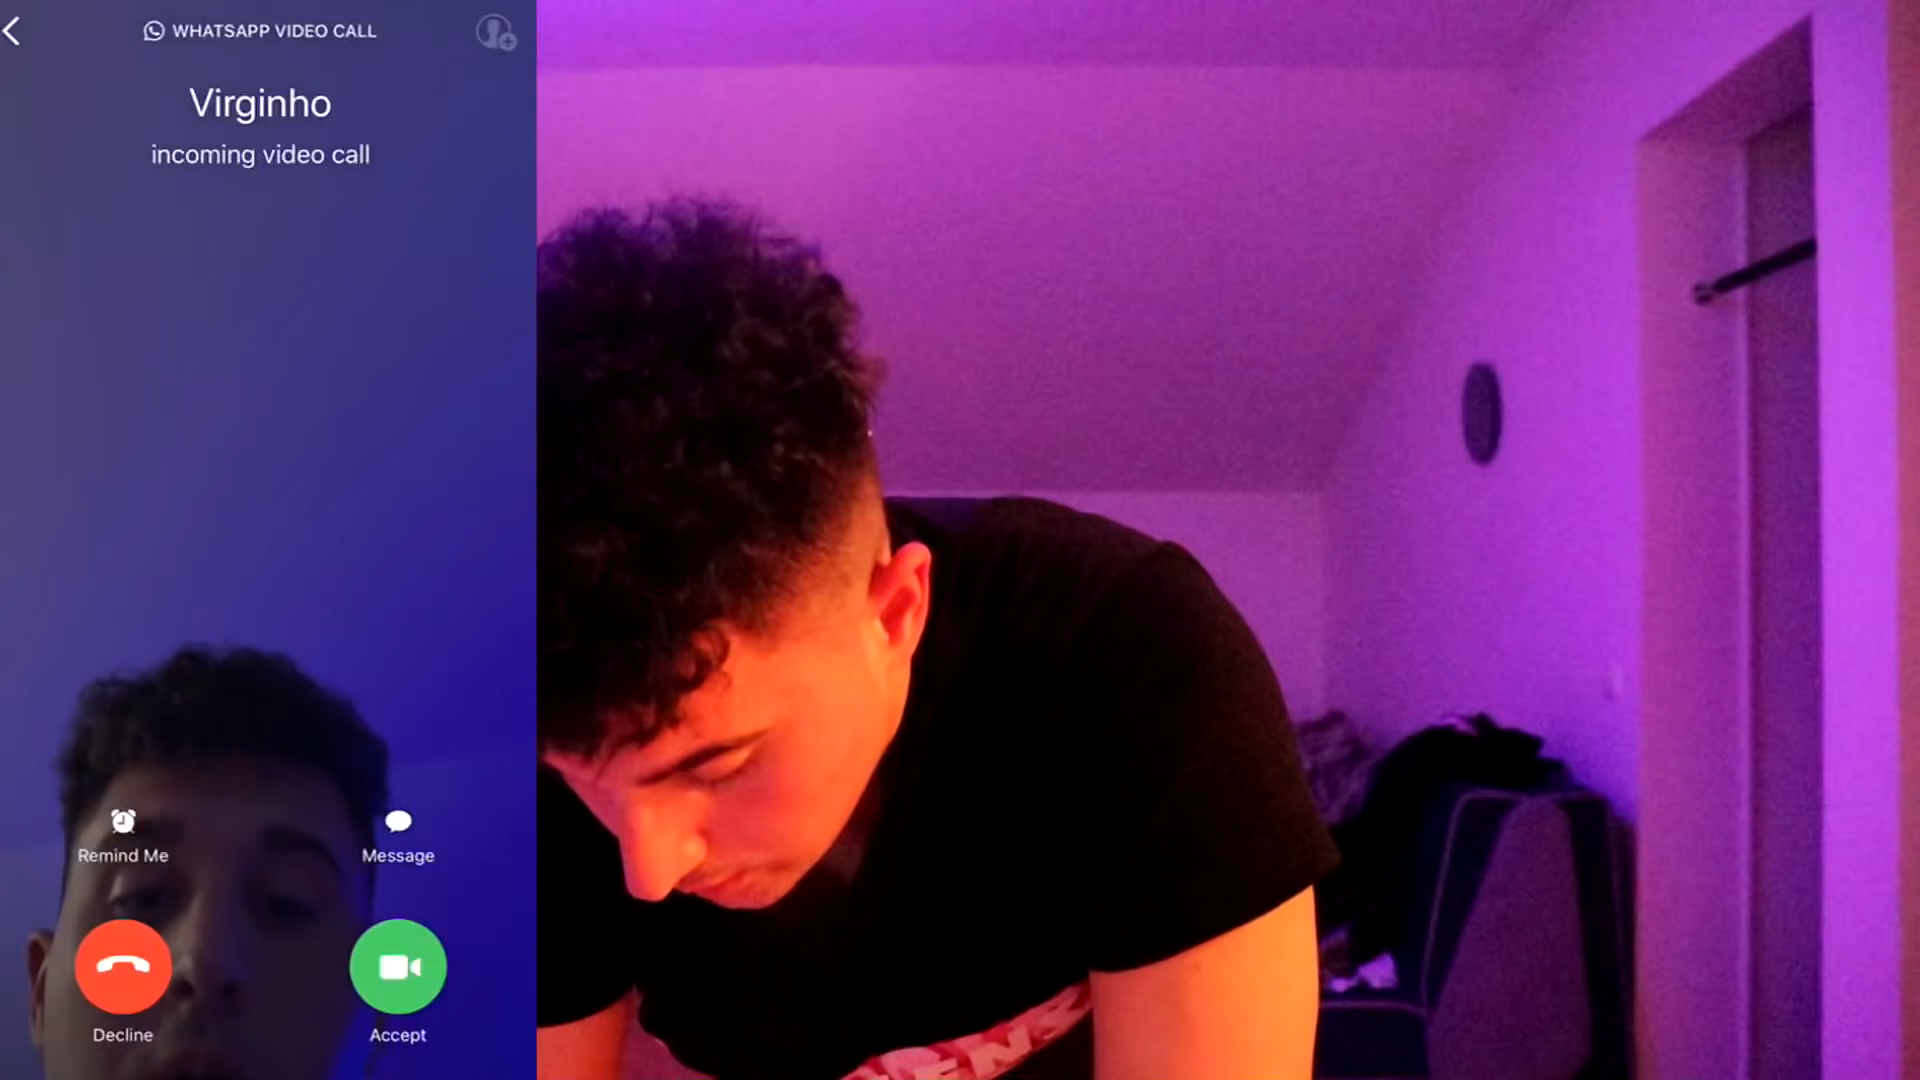 WHATSAPP VIDEO CALL
Virginho
incoming video call
Remind Me
Message
Decline
Accept